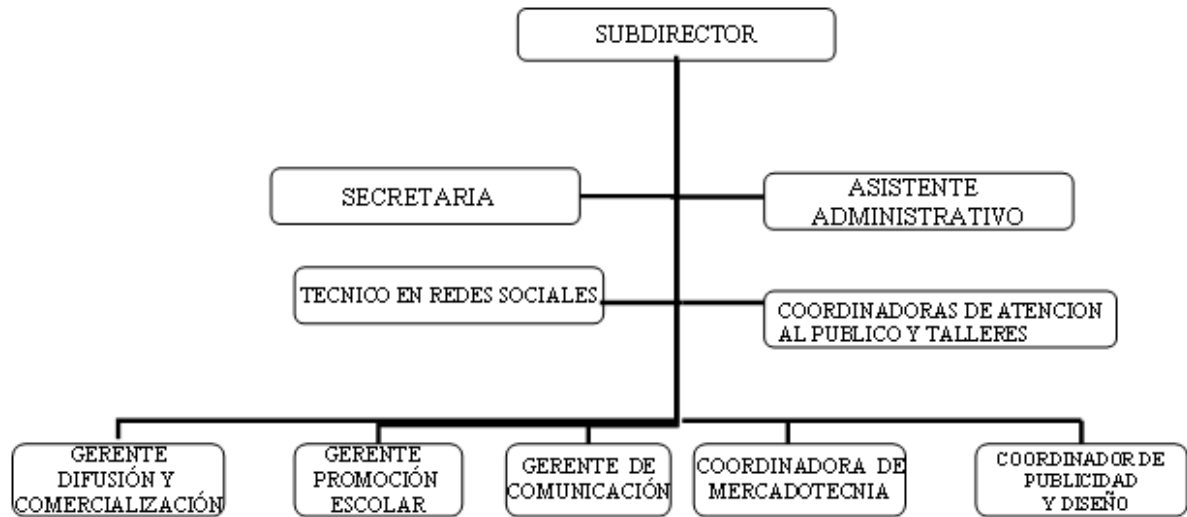 SUBDIRECTOR
SECRETARIA
ASISTENTE
ADMINISTRATIVO
TECNICO EN REDES SOCIALES
COORDINADORAS DE ATENCION
AL PUBLICO Y TALLERES
GERENTE
DIFUSIÓN Y
COMERCIALIZACIÓN
GERENTE
PROMOCIÓN
ESCOLAR
GERENTE DE
COMUNICACIÓN
COORDINADORA DE
MERCADOTECNIA
COORDINADOR DE
PUBLICIDAD
Y DISEÑO